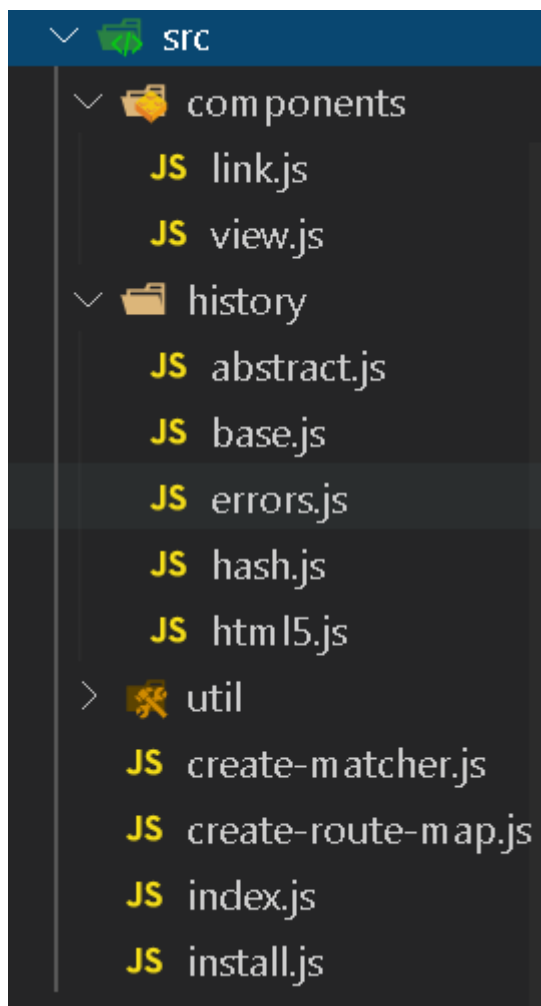 src
components
JS link.js
JS view.js
history
JS abstract.js
JS base.js
JS errors.js
JS hash.js
JS html5.js
util
JS create-matcher.js
JS create-route-map.js
JS index.js
JS install.js